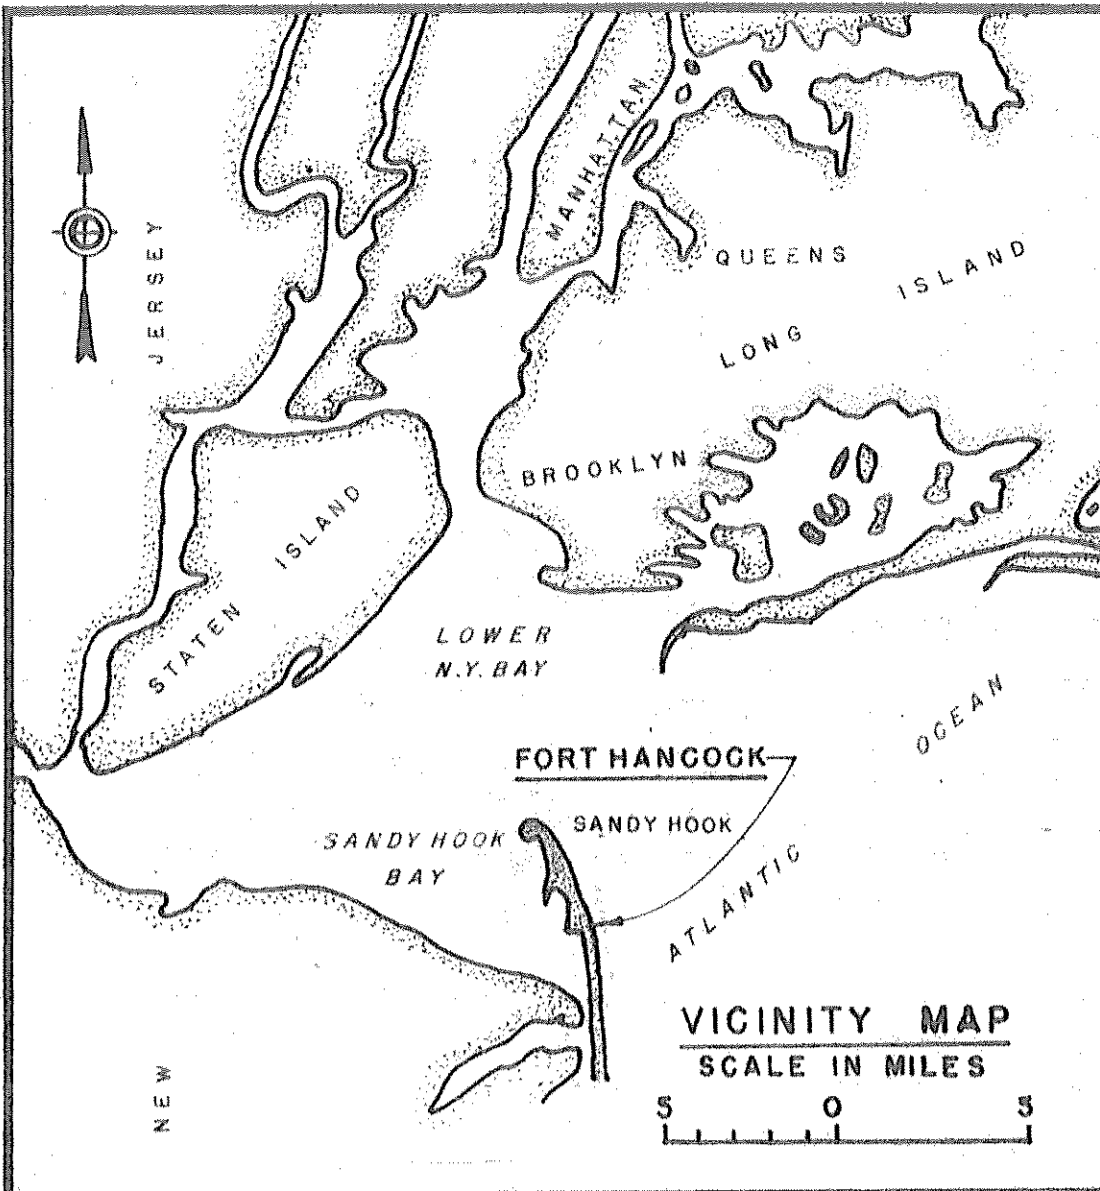 MANHATTAN
JERSEY
QUEENS
LONG ISLAND
BROOKLYN
STATEN ISLAND
LOWER
N.Y. BAY
FORT HANCOCK
SANDY HOOK
SANDY HOOK
BAY
ATLANTIC OCEAN
NEW
VICINITY MAP
SCALE IN MILES
5 0 5